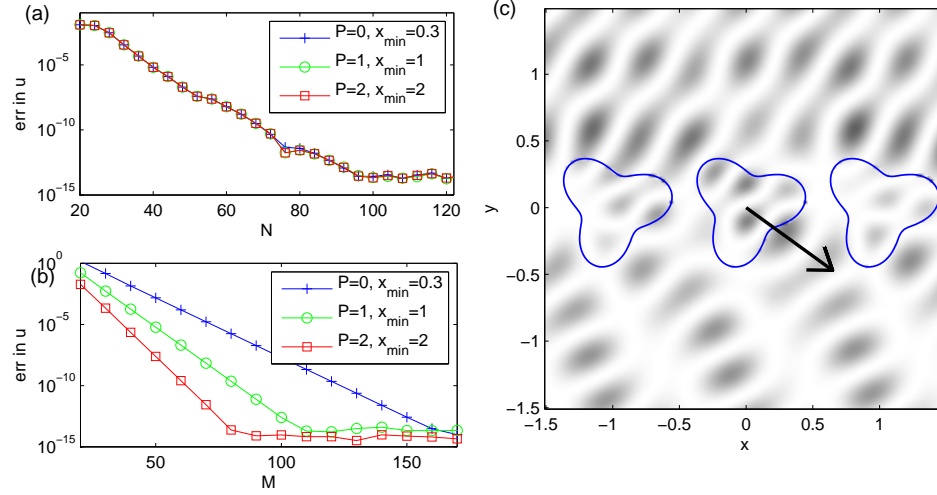 (a)
err in u
10^-5
10^-10
10^-15
20 40 60 80 100 120
N
P=0, x_min=0.3
P=1, x_min=1
P=2, x_min=2
(b)
err in u
10^0
10^-5
10^-10
10^-15
50 100 150
M
P=0, x_min=0.3
P=1, x_min=1
P=2, x_min=2
(c)
y
1.5
1
0.5
0
-0.5
-1
-1.5
-1.5 -1 -0.5 0 0.5 1
x